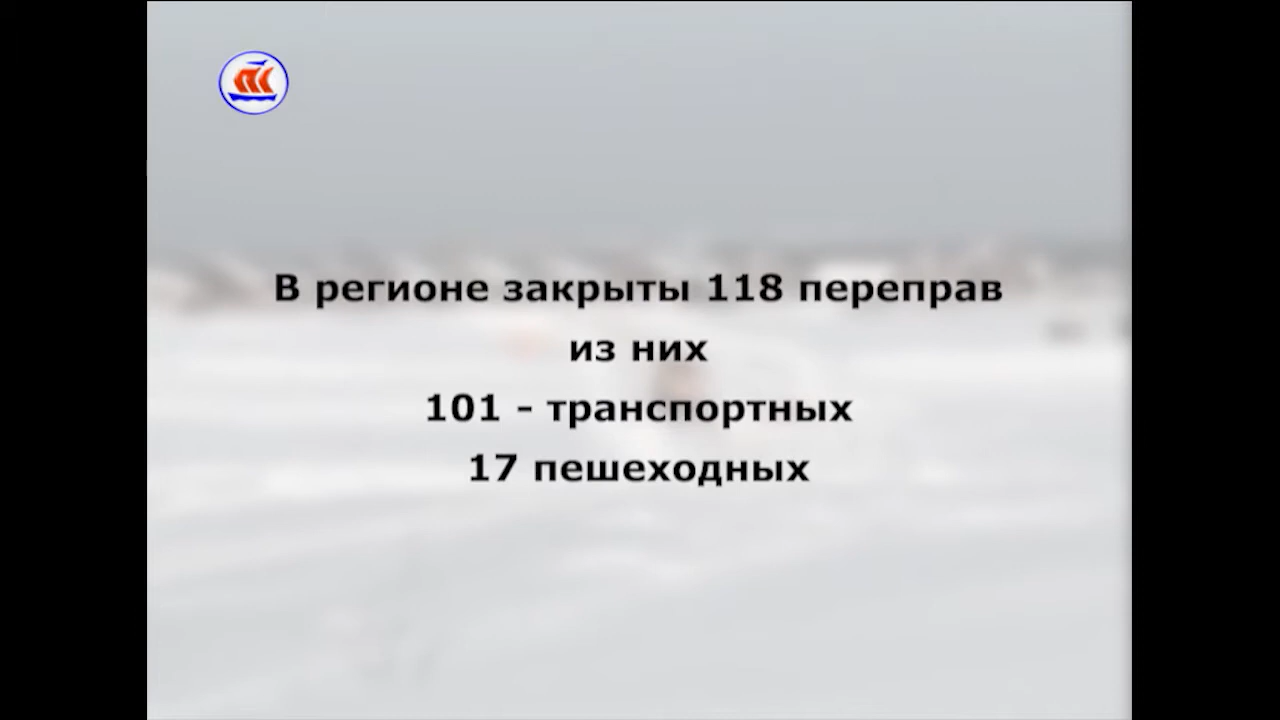 В регионе закрыты 118 переправ
из них
101 - транспортных
17 пешеходных